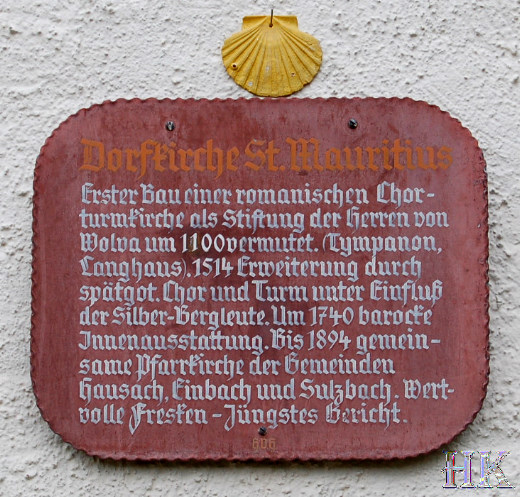 Dorfkirche St. Mauritius
Erster Bau einer romanischen Chor-
turmkirche als Stiftung der Herren von
Wolva um 1100 vermutet. (Tympanon,
Langhaus). 1514 Erweiterung durch
spätgot. Chor und Turm unter Einfluß
der Silber-Bergleute. Um 1740 barocke
Innenausstattung. Bis 1894 gemein-
same Pfarrkirche der Gemeinden
Hausach, Einbach und Sulzbach. Wert-
volle Fresken - Jüngstes Gericht.
HK